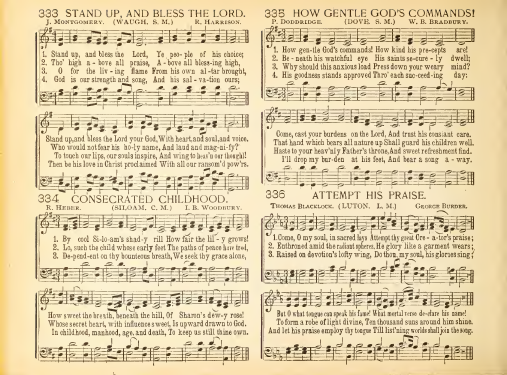 333 STAND UP, AND BLESS THE LORD.
J. MONTGOMERY. (WAUGH, S. M.) R. HARRISON.
1. Stand up, and bless the Lord, Ye peo-ple of his choice;
2. Tho' high a-bove all praise, A-bove all bless-ing high,
3. O for the liv-ing flame From his own al-tar brought,
4. God is our strength and song, And his sal-va-tion ours;
Stand up, and bless the Lord your God, With heart, and soul, and voice.
Who would not fear his ho-ly name, And laud and mag-ni-fy?
To touch our lips, our souls inspire, And wing to heav'n our thought!
Then be his love in Christ proclaimed With all our ransom'd pow'rs.
334 CONSECRATED CHILDHOOD.
R. HEBER. (SILOAM, C. M.) I. B. WOODBURY.
1. By cool Si-lo-am's shad-y rill How fair the lil-y grows!
2. Lo, such the child whose early feet The paths of peace have trod,
3. De-pend-ent on thy bounteous breath, We seek thy grace alone,
How sweet the breath, beneath the hill, Of Sharon's dew-y rose!
Whose secret heart, with influence sweet, Is upward drawn to God.
In childhood, manhood, age, and death, To keep us still thine own.
335 HOW GENTLE GOD'S COMMANDS!
P. DODDRIDGE. (DOVE, S. M.) W. B. BRADBURY.
1. How gen-tle God's commands! How kind his pre-cepts are!
2. Be-neath his watchful eye His saints se-cure-ly dwell;
3. Why should this anxious load Press down your weary mind?
4. His goodness stands approved Thro' each suc-ceed-ing day:
Come, cast your burdens on the Lord, And trust his constant care.
That hand which bears all nature up Shall guard his children well.
Haste to your heav'nly Father's throne, And sweet refreshment find.
I'll drop my bur-den at his feet, And bear a song a-way.
336 ATTEMPT HIS PRAISE.
THOMAS BLACKLOCK. (LUTON, L. M.) GEORGE BURDER.
1. Come, O my soul, in sacred lays Attempt thy great Cre-a-tor's praise;
2. Enthroned amid the radiant spheres, He glory like a garment wears;
3. Raised on devotion's lofty wing, Do thou, my soul, his glories sing;
But O what tongue can speak his fame! What mortal verse can the
To form a robe of light divine, Ten thousand suns around him shine.
And let his praise employ thy tongue Till list'ning worlds shall join the song.